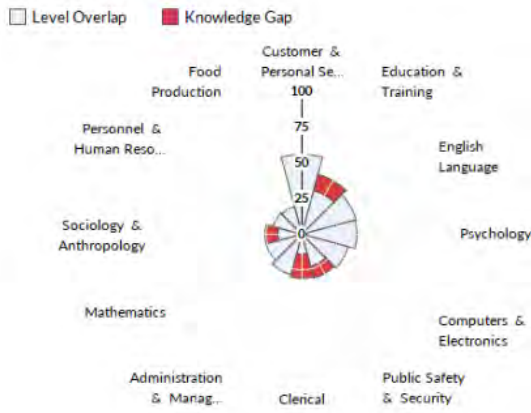 Level Overlap
Knowledge Gap
Customer &
Personal Se...
Food
Production
Education &
Training
100
75
50
25
0
Personnel &
Human Reso...
English
Language
Sociology &
Anthropology
Psychology
Mathematics
Computers &
Electronics
Administration
& Manag...
Clerical
Public Safety
& Security